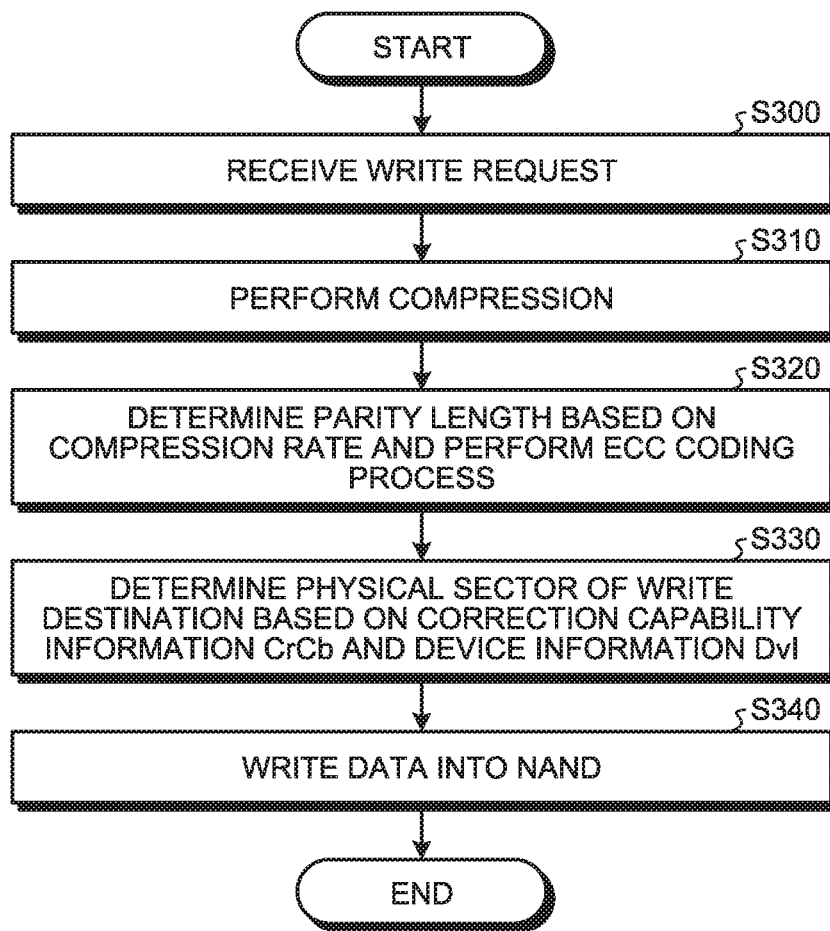 START
S300
RECEIVE WRITE REQUEST
S310
PERFORM COMPRESSION
S320
DETERMINE PARITY LENGTH BASED ON
COMPRESSION RATE AND PERFORM ECC CODING
PROCESS
S330
DETERMINE PHYSICAL SECTOR OF WRITE
DESTINATION BASED ON CORRECTION CAPABILITY
INFORMATION CrCb AND DEVICE INFORMATION DvI
S340
WRITE DATA INTO NAND
END